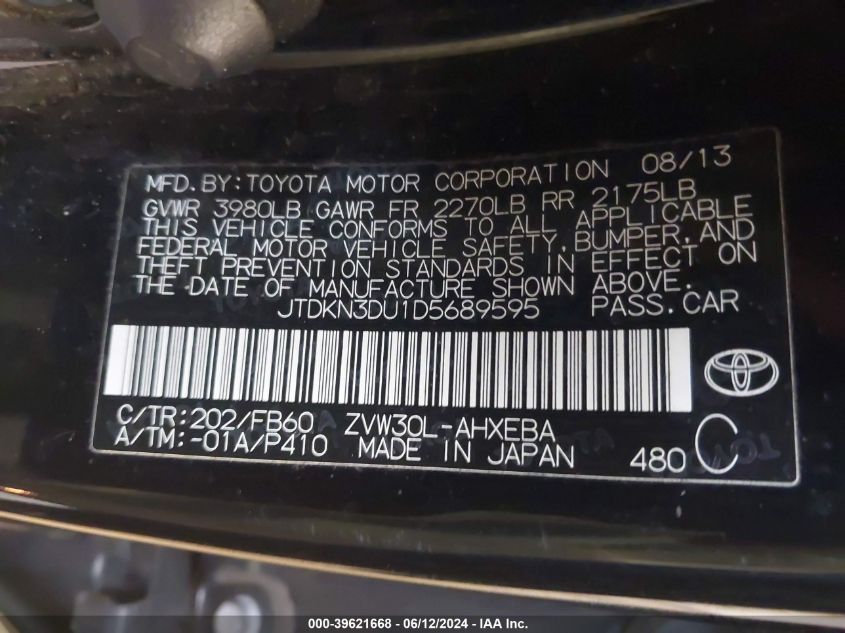 MFD.BY:TOYOTA MOTOR CORPORATION 08/13
GVWR 3980LB GAWR FR 2270LB RR 2175LB
THIS VEHICLE CONFORMS TO ALL APPLICABLE
FEDERAL MOTOR VEHICLE SAFETY,BUMPER,AND
THEFT PREVENTION STANDARDS IN EFFECT ON
THE DATE OF MANUFACTURE SHOWN ABOVE.
JTDKN3DU1D5689595 PASS.CAR
C/TR:202/FB60 ZVW30L-AHXEBA
A/TM:-01A/P410 MADE IN JAPAN 480 C
000-39621668 - 06/12/2024 - IAA Inc.